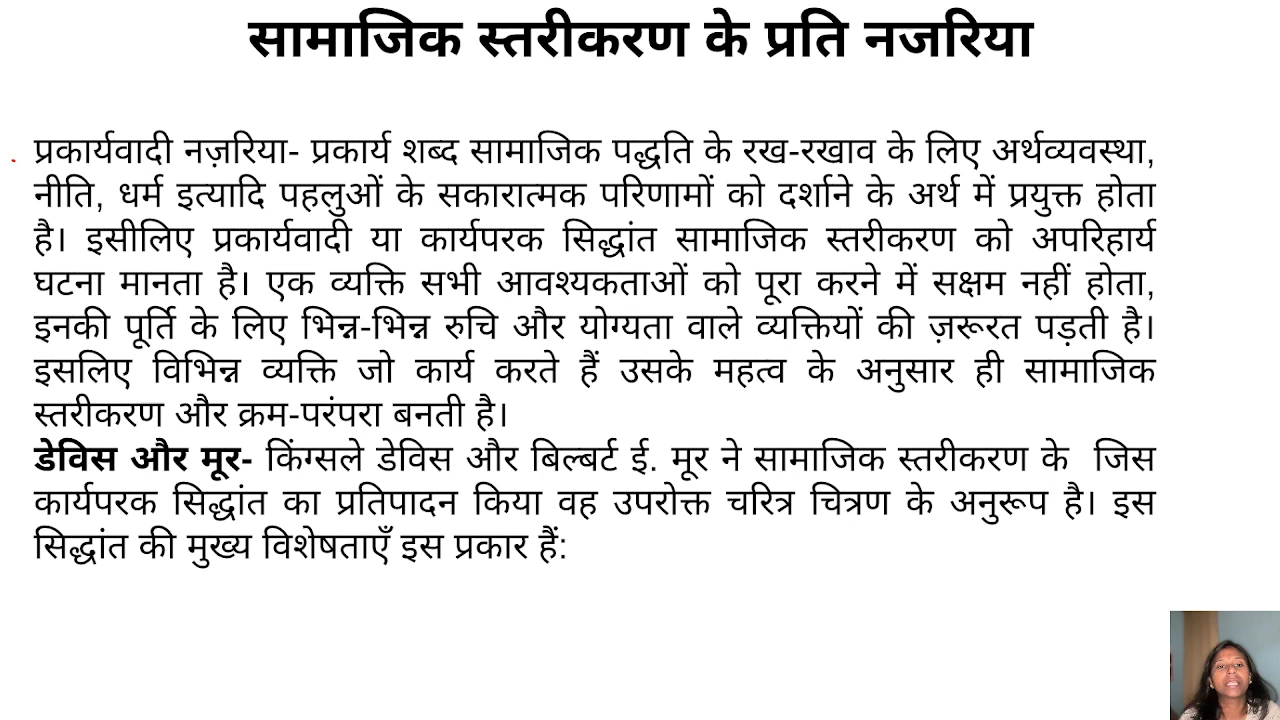 सामाजिक स्तरीकरण के प्रति नजरिया
प्रकार्यवादी नज़रिया- प्रकार्य शब्द सामाजिक पद्धति के रख-रखाव के लिए अर्थव्यवस्था,
नीति, धर्म इत्यादि पहलुओं के सकारात्मक परिणामों को दर्शाने के अर्थ में प्रयुक्त होता
है। इसीलिए प्रकार्यवादी या कार्यपरक सिद्धांत सामाजिक स्तरीकरण को अपरिहार्य
घटना मानता है। एक व्यक्ति सभी आवश्यकताओं को पूरा करने में सक्षम नहीं होता,
इनकी पूर्ति के लिए भिन्न-भिन्न रुचि और योग्यता वाले व्यक्तियों की ज़रूरत पड़ती है।
इसलिए विभिन्न व्यक्ति जो कार्य करते हैं उसके महत्व के अनुसार ही सामाजिक
स्तरीकरण और क्रम-परंपरा बनती है।
डेविस और मूर- किंग्सले डेविस और बिल्बर्ट ई. मूर ने सामाजिक स्तरीकरण के जिस
कार्यपरक सिद्धांत का प्रतिपादन किया वह उपरोक्त चरित्र चित्रण के अनुरूप है। इस
सिद्धांत की मुख्य विशेषताएँ इस प्रकार हैं: